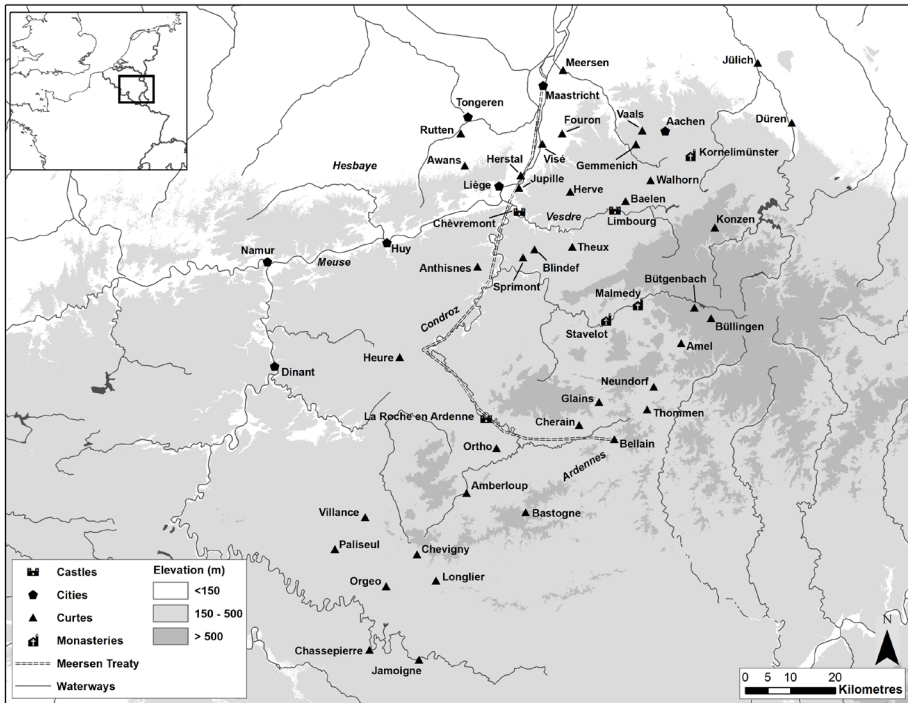 Meersen
Jülich
Maastricht
Tongeren
Düren
Rutten
Fouron
Vaals
Aachen
Awans
Visé
Gemmenich
Kornelimünster
Hesbaye
Herstal
Liège
Jupille
Herve
Walhorn
Baelen
Chèvremont
Vesdre
Limbourg
Konzen
Huy
Namur
Meuse
Theux
Anthisnes
Blindef
Sprimont
Bütgenbach
Malmedy
Condroz
Stavelot
Büllingen
Amel
Heure
Dinant
Neundorf
Glains
Thommen
La Roche en Ardenne
Cherain
Bellain
Ortho
Ardennes
Amberloup
Villance
Bastogne
Paliseul
Chevigny
Orgeo
Longlier
Chassepierre
Jamoigne
Castles
Cities
Curtes
Monasteries
Meersen Treaty
Waterways
Elevation (m)
<150
150 - 500
> 500
N
0 5 10 20
Kilometres